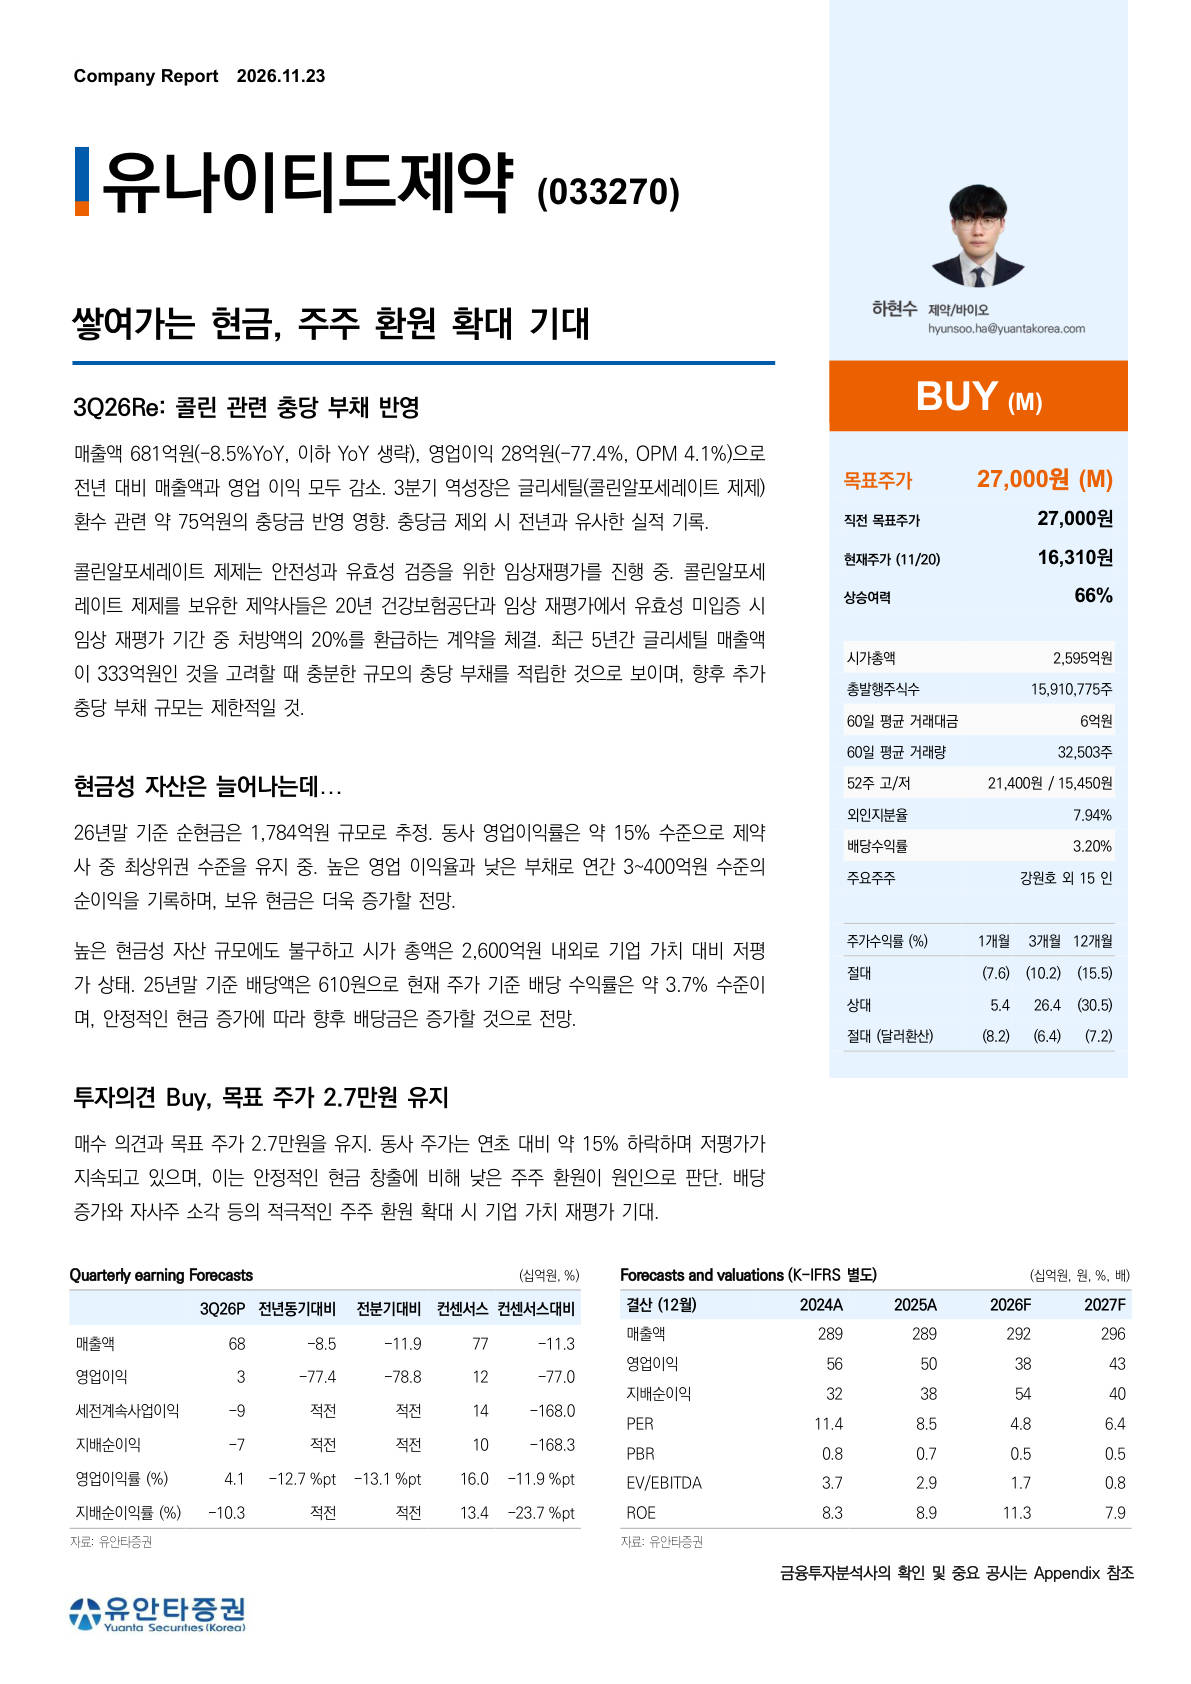 Company Report 2026.11.23
유나이티드제약 (033270)
쌓여가는 현금, 주주 환원 확대 기대
3Q26Re: 콜린 관련 충당 부채 반영
매출액 681억원(-8.5%YoY, 이하 YoY 생략), 영업이익 28억원(-77.4%, OPM 4.1%)으로
전년 대비 매출액과 영업 이익 모두 감소. 3분기 역성장은 글리세틸(콜린알포세레이트 제제)
환수 관련 약 75억원의 충당금 반영 영향. 충당금 제외 시 전년과 유사한 실적 기록.
콜린알포세레이트 제제는 안전성과 유효성 검증을 위한 임상재평가를 진행 중. 콜린알포세
레이트 제제를 보유한 제약사들은 20년 건강보험공단과 임상 재평가에서 유효성 미입증 시
임상 재평가 기간 중 처방액의 20%를 환급하는 계약을 체결. 최근 5년간 글리세틸 매출액
이 333억원인 것을 고려할 때 충분한 규모의 충당 부채를 적립한 것으로 보이며, 향후 추가
충당 부채 규모는 제한적일 것.
현금성 자산은 늘어나는데…
26년말 기준 순현금은 1,784억원 규모로 추정. 동사 영업이익률은 약 15% 수준으로 제약
사 중 최상위권 수준을 유지 중. 높은 영업 이익율과 낮은 부채로 연간 3~400억원 수준의
순이익을 기록하며, 보유 현금은 더욱 증가할 전망.
높은 현금성 자산 규모에도 불구하고 시가 총액은 2,600억원 내외로 기업 가치 대비 저평
가 상태. 25년말 기준 배당액은 610원으로 현재 주가 기준 배당 수익률은 약 3.7% 수준이
며, 안정적인 현금 증가에 따라 향후 배당금은 증가할 것으로 전망.
투자의견 Buy, 목표 주가 2.7만원 유지
매수 의견과 목표 주가 2.7만원을 유지. 동사 주가는 연초 대비 약 15% 하락하며 저평가가
지속되고 있으며, 이는 안정적인 현금 창출에 비해 낮은 주주 환원이 원인으로 판단. 배당
증가와 자사주 소각 등의 적극적인 주주 환원 확대 시 기업 가치 재평가 기대.
하현수 제약/바이오
hyunsoo.ha@yuantakorea.com
BUY (M)
목표주가 27,000원 (M)
직전 목표주가 27,000원
현재주가 (11/20) 16,310원
상승여력 66%
시가총액 2,595억원
총발행주식수 15,910,775주
60일 평균 거래대금 6억원
60일 평균 거래량 32,503주
52주 고/저 21,400원 / 15,450원
외인지분율 7.94%
배당수익률 3.20%
주요주주 강원호 외 15 인
주가수익률 (%) 1개월 3개월 12개월
절대 (7.6) (10.2) (15.5)
상대 5.4 26.4 (30.5)
절대 (달러환산) (8.2) (6.4) (7.2)
Quarterly earning Forecasts (십억원, %)
3Q26P 전년동기대비 전분기대비 컨센서스 컨센서스대비
매출액 68 -8.5 -11.9 77 -11.3
영업이익 3 -77.4 -78.8 12 -77.0
세전계속사업이익 -9 적전 적전 14 -168.0
지배순이익 -7 적전 적전 10 -168.3
영업이익률 (%) 4.1 -12.7 %pt -13.1 %pt 16.0 -11.9 %pt
지배순이익률 (%) -10.3 적전 적전 13.4 -23.7 %pt
자료: 유안타증권
Forecasts and valuations (K-IFRS 별도) (십억원, 원, %, 배)
결산 (12월) 2024A 2025A 2026F 2027F
매출액 289 289 292 296
영업이익 56 50 38 43
지배순이익 32 38 54 40
PER 11.4 8.5 4.8 6.4
PBR 0.8 0.7 0.5 0.5
EV/EBITDA 3.7 2.9 1.7 0.8
ROE 8.3 8.9 11.3 7.9
자료: 유안타증권
금융투자분석사의 확인 및 중요 공시는 Appendix 참조
유안타증권
Yuanta Securities (Korea)